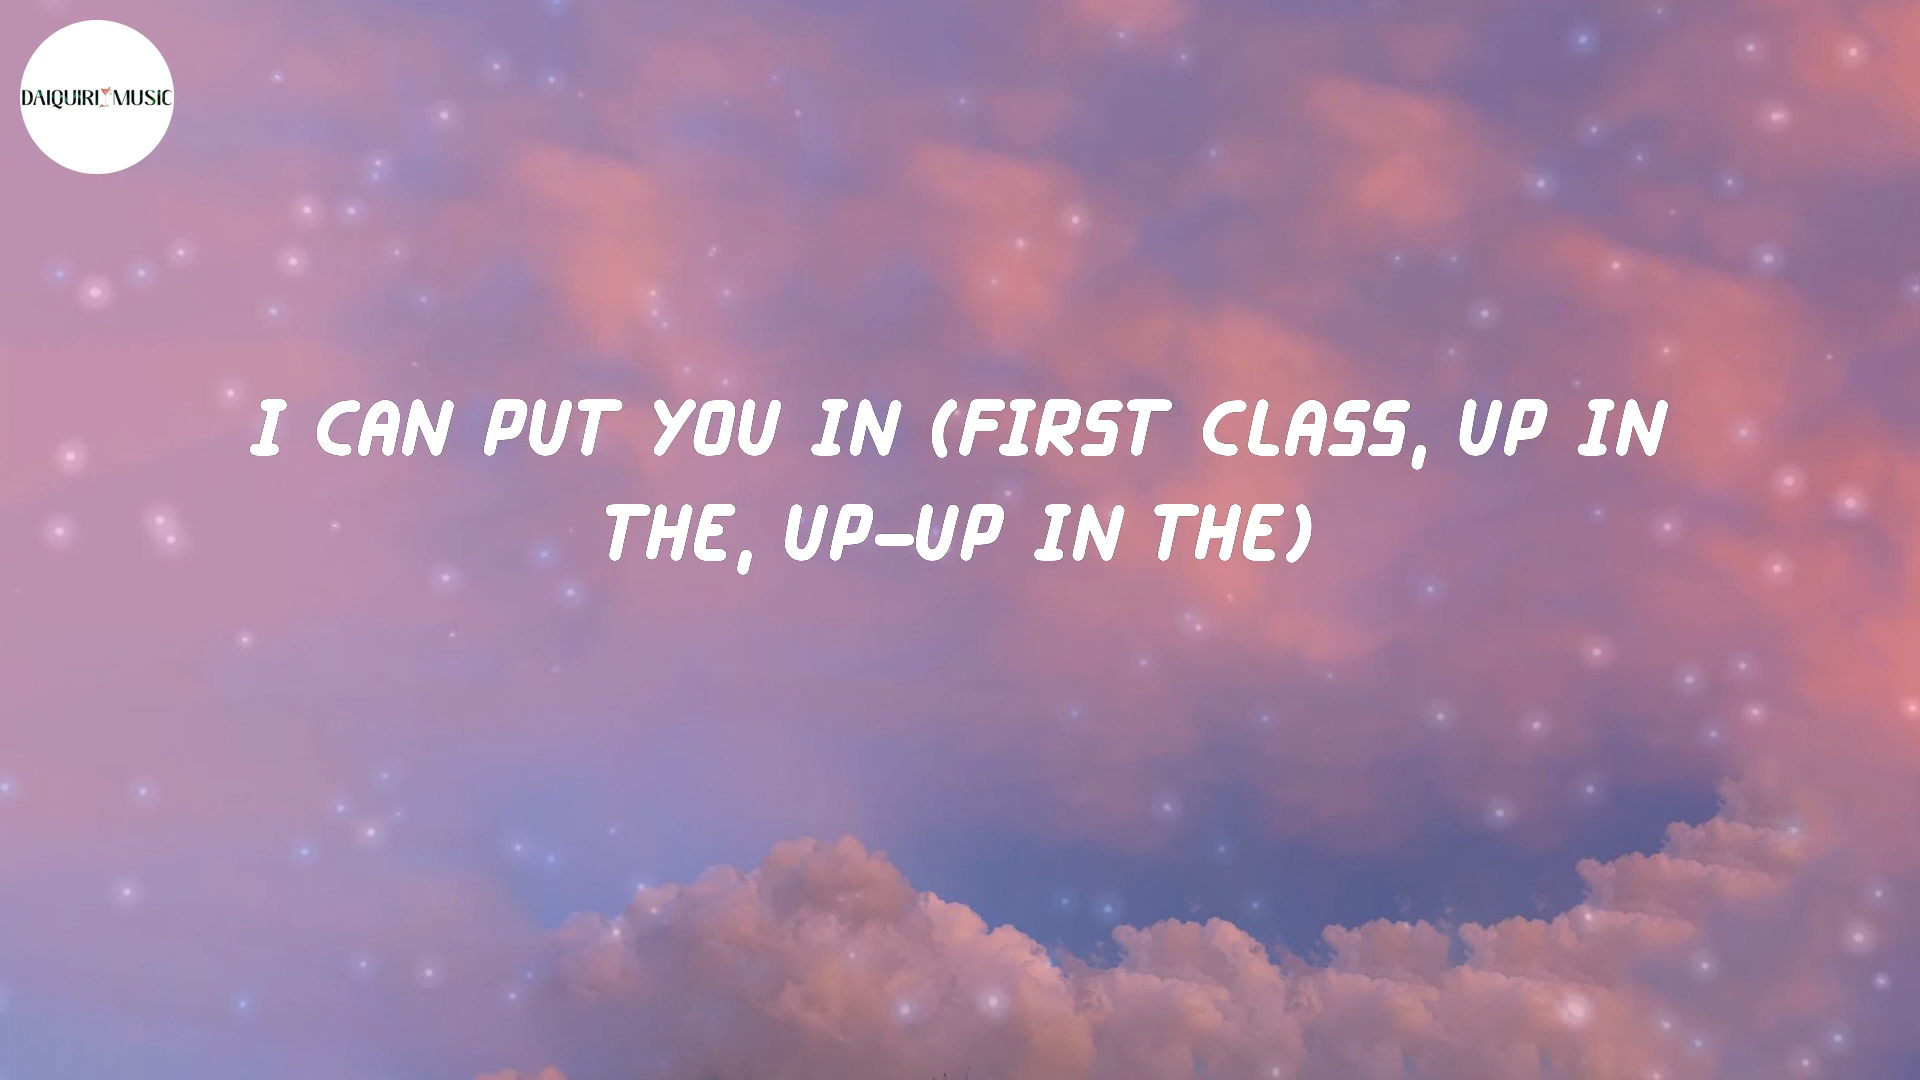 DAIQUIRI MUSIC
I CAN PUT YOU IN (FIRST CLASS, UP IN
THE, UP-UP IN THE)